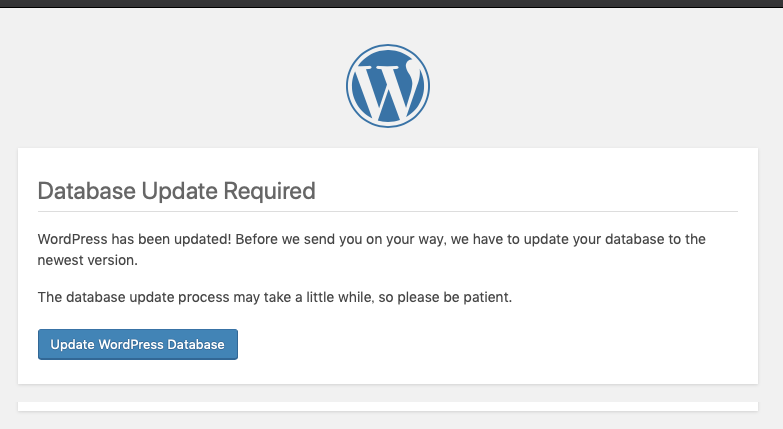 Database Update Required
WordPress has been updated! Before we send you on your way, we have to update your database to the
newest version.
The database update process may take a little while, so please be patient.
Update WordPress Database